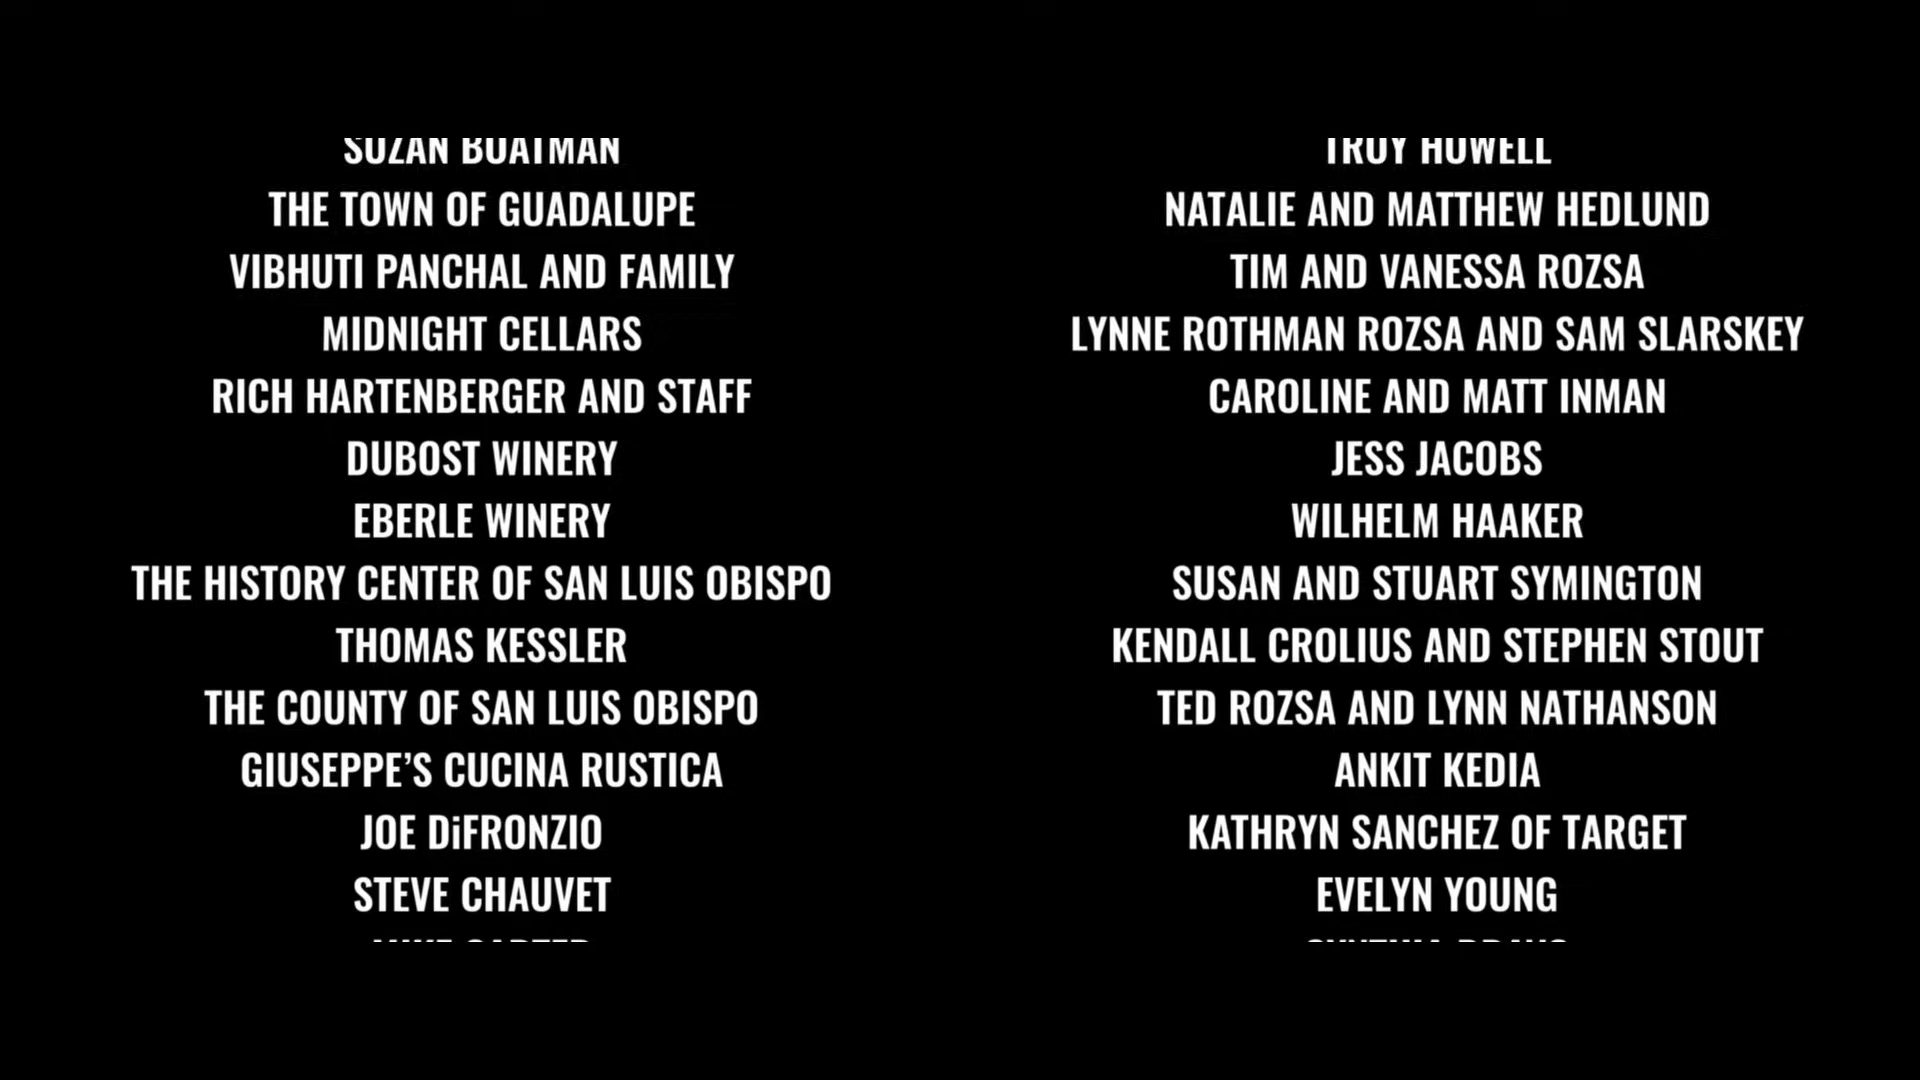 SUZAN BOATMAN
THE TOWN OF GUADALUPE
VIBHUTI PANCHAL AND FAMILY
MIDNIGHT CELLARS
RICH HARTENBERGER AND STAFF
DUBOST WINERY
EBERLE WINERY
THE HISTORY CENTER OF SAN LUIS OBISPO
THOMAS KESSLER
THE COUNTY OF SAN LUIS OBISPO
GIUSEPPE’S CUCINA RUSTICA
JOE DiFRONZIO
STEVE CHAUVET
TROY HOWELL
NATALIE AND MATTHEW HEDLUND
TIM AND VANESSA ROZSA
LYNNE ROTHMAN ROZSA AND SAM SLARSKEY
CAROLINE AND MATT INMAN
JESS JACOBS
WILHELM HAAKER
SUSAN AND STUART SYMINGTON
KENDALL CROLIUS AND STEPHEN STOUT
TED ROZSA AND LYNN NATHANSON
ANKIT KEDIA
KATHRYN SANCHEZ OF TARGET
EVELYN YOUNG